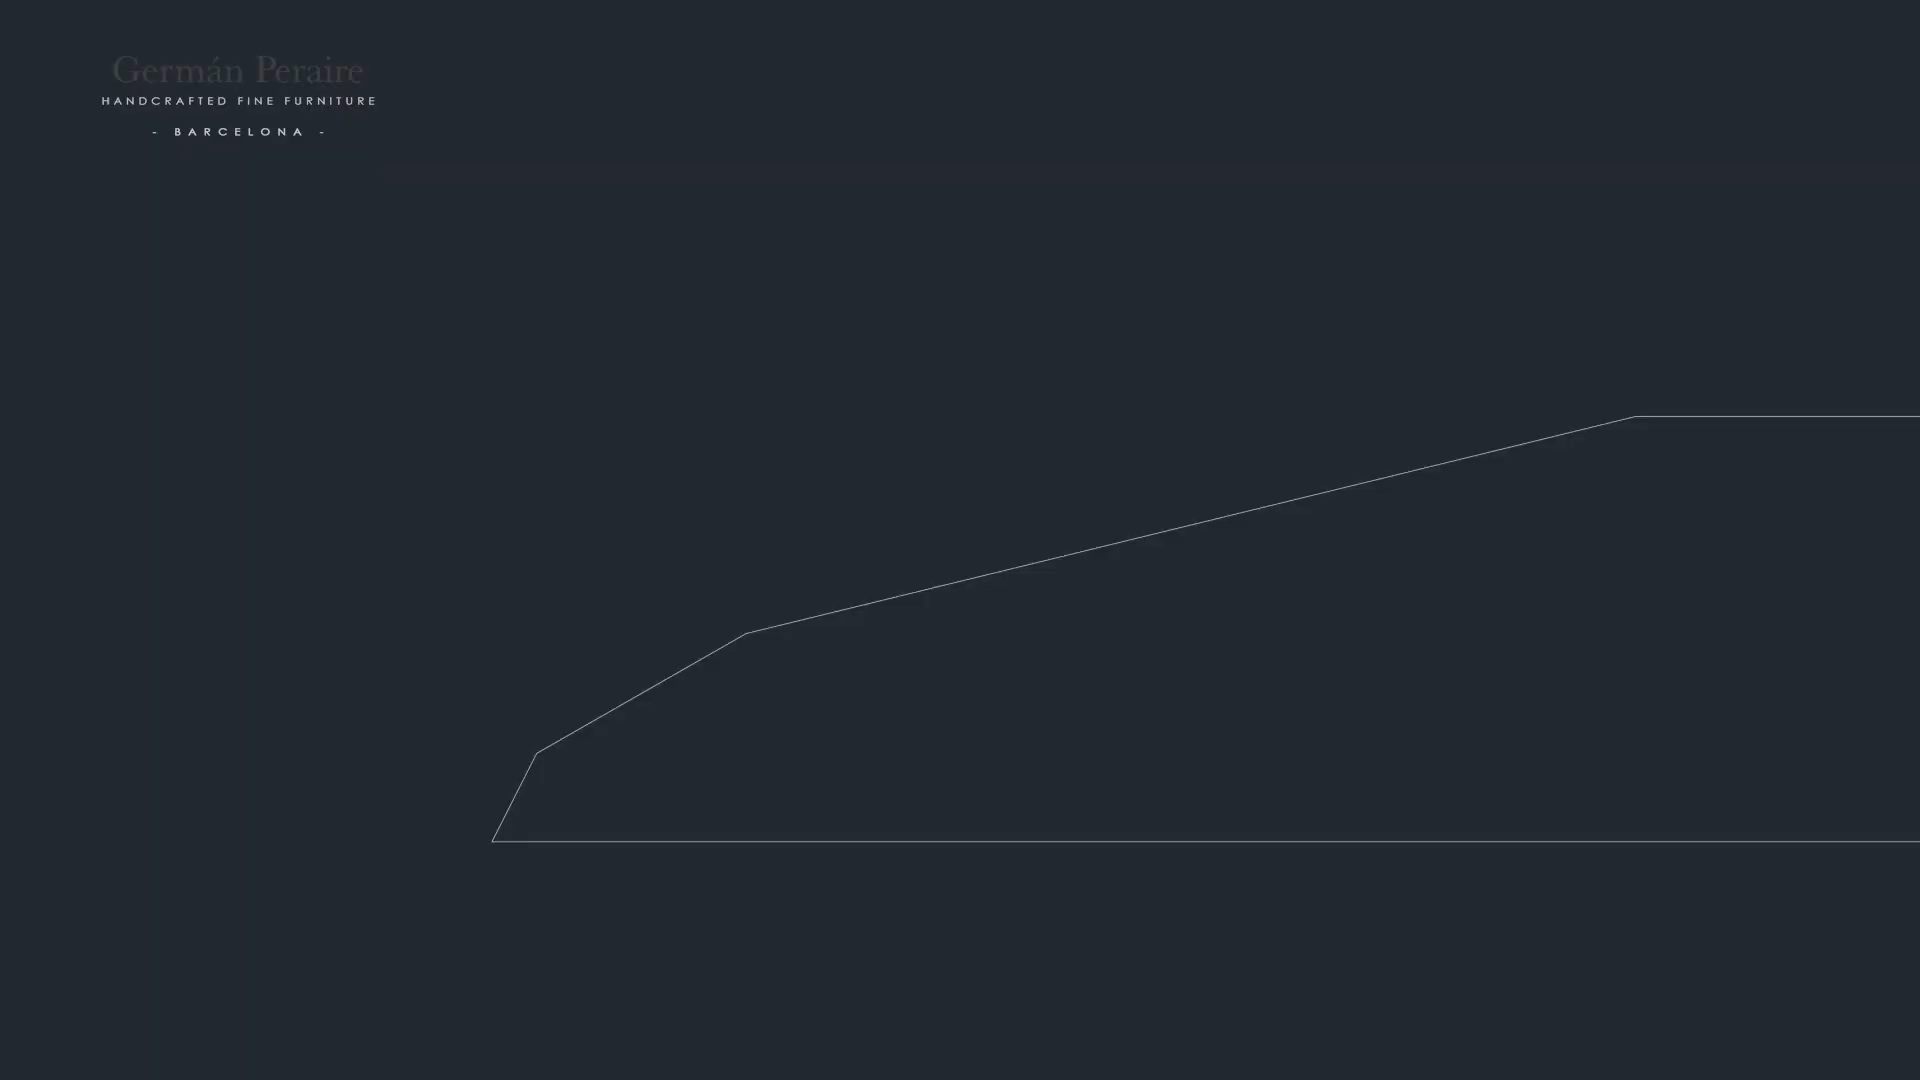 Germán Peraire
HANDCRAFTED FINE FURNITURE
- BARCELONA -